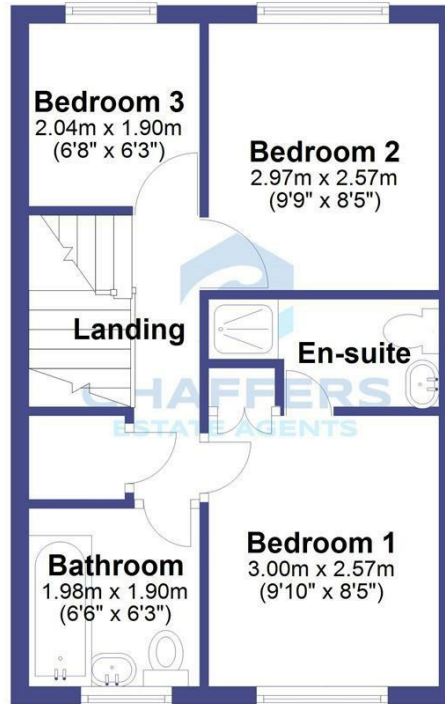 Bedroom 3
2.04m x 1.90m
(6'8" x 6'3")
Bedroom 2
2.97m x 2.57m
(9'9" x 8'5")
Landing
En-suite
CHAFFERS
ESTATE AGENTS
Bedroom 1
3.00m x 2.57m
(9'10" x 8'5")
Bathroom
1.98m x 1.90m
(6'6" x 6'3")